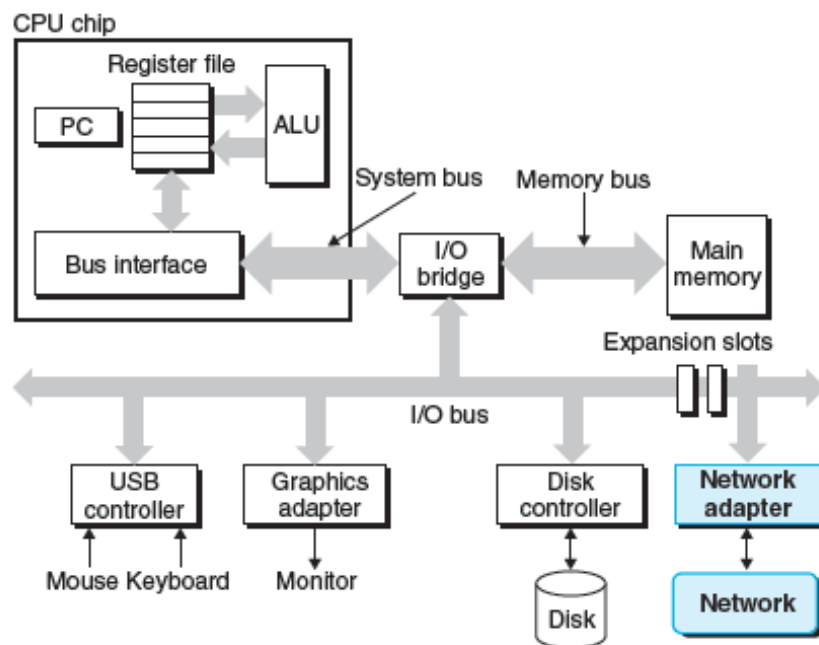 CPU chip
Register file
PC
ALU
System bus
Memory bus
Bus interface
I/O
bridge
Main
memory
Expansion slots
I/O bus
USB
controller
Graphics
adapter
Disk
controller
Network
adapter
Mouse Keyboard
Monitor
Disk
Network